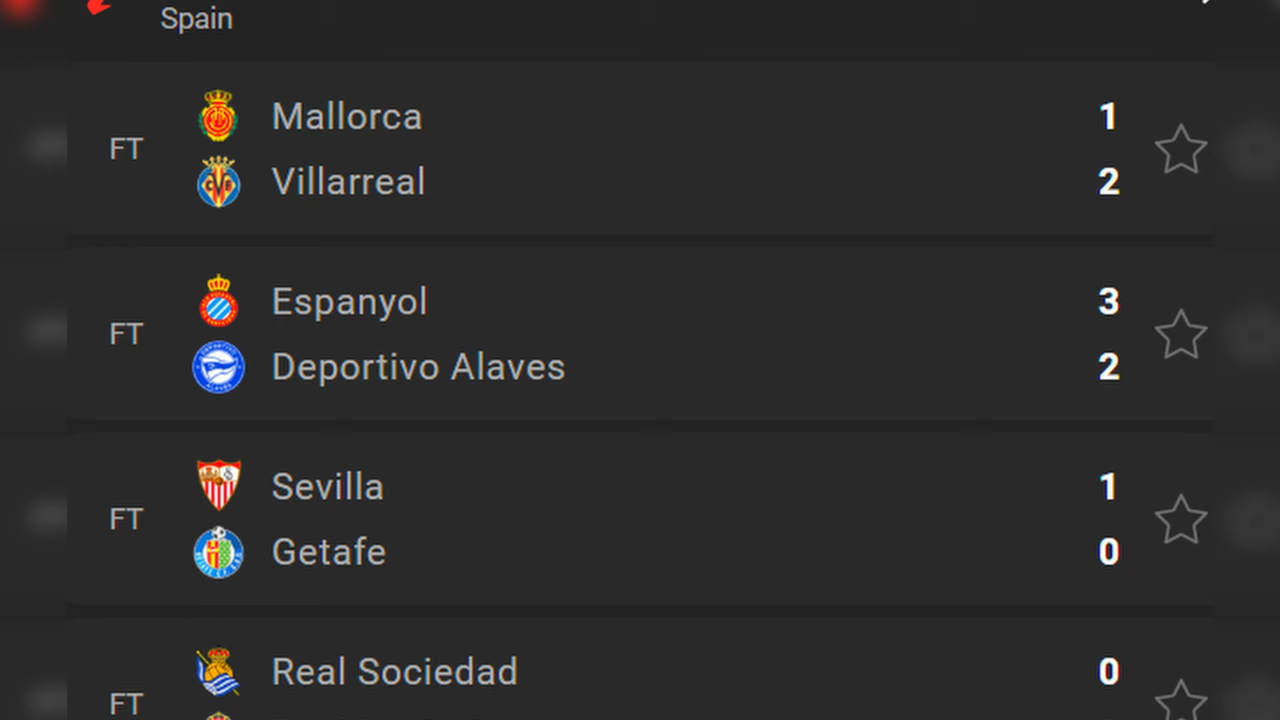 Spain
Mallorca 1
FT
Villarreal 2
Espanyol 3
FT
Deportivo Alaves 2
Sevilla 1
FT
Getafe 0
Real Sociedad 0
FT